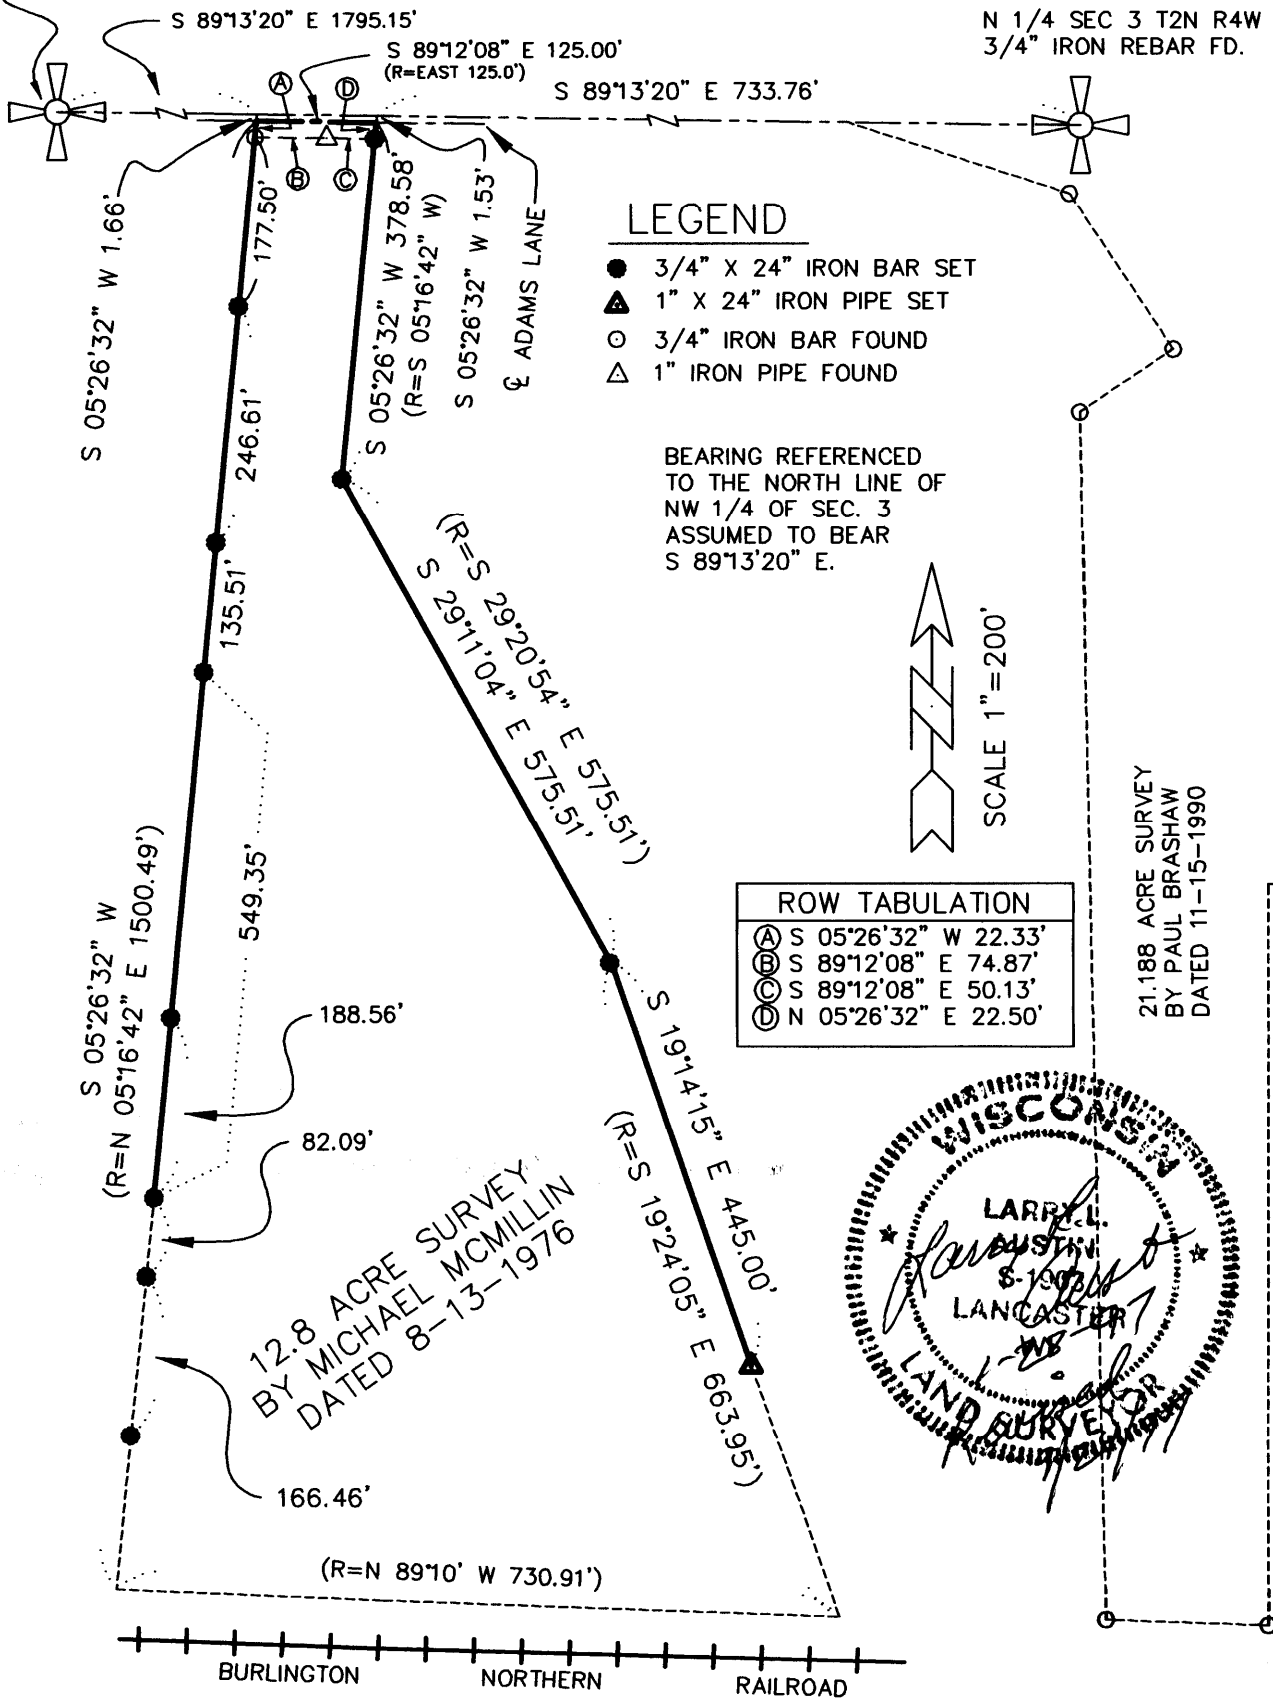 S 89°13'20" E 1795.15'
S 89°12'08" E 125.00'
(R=EAST 125.0')
S 89°13'20" E 733.76'
N 1/4 SEC 3 T2N R4W
3/4" IRON REBAR FD.
A
D
B
C
S 05°26'32" W 1.66'
177.50'
246.61'
135.51'
S 05°26'32" W 378.58'
(R=S 05°16'42" W)
S 05°26'32" W 1.53'
℄ ADAMS LANE
LEGEND
3/4" X 24" IRON BAR SET
1" X 24" IRON PIPE SET
3/4" IRON BAR FOUND
1" IRON PIPE FOUND
BEARING REFERENCED
TO THE NORTH LINE OF
NW 1/4 OF SEC. 3
ASSUMED TO BEAR
S 89°13'20" E.
(R=S 29°20'54" E 575.51')
S 29°11'04" E 575.51'
SCALE 1"=200'
21.188 ACRE SURVEY
BY PAUL BRASHAW
DATED 11-15-1990
ROW TABULATION
A S 05°26'32" W 22.33'
B S 89°12'08" E 74.87'
C S 89°12'08" E 50.13'
D N 05°26'32" E 22.50'
S 05°26'32" W
(R=N 05°16'42" E 1500.49')
549.35'
188.56'
82.09'
166.46'
S 19°14'15" E 445.00'
(R=S 19°24'05" E 663.95')
12.8 ACRE SURVEY
BY MICHAEL MCMILLIN
DATED 8-13-1976
WISCONSIN
LARRY L.
AUSTIN
LANCASTER
LAND SURVEYOR
(R=N 89°10' W 730.91')
BURLINGTON NORTHERN RAILROAD